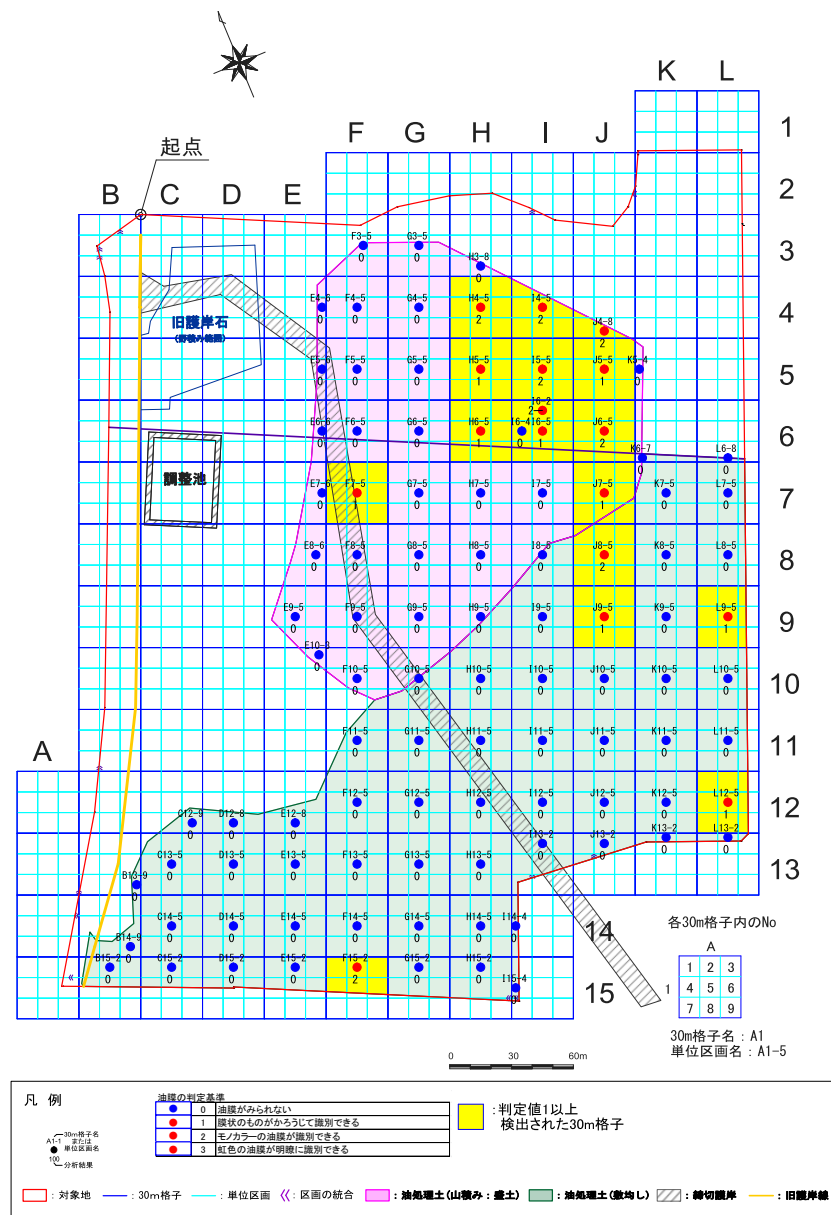 K L
F G H I J
起点
B C D E
A
1
2
3
4
5
6
7
8
9
10
11
12
13
14
15
旧護岸石
(野積み範囲)
調整池
F3-5 G3-5
0 0
H3-8
0
E4-6 F4-5 G4-5 H4-5 I4-5
0 0 0 2 2
J4-8
2
E5-6 F5-5 G5-5 H5-5 I5-5 J5-5 K5-4
0 0 0 1 2 1 0
I6-2
2
E6-6 F6-5 G6-5 H6-5 I6-4 I6-5 J6-5
0 0 0 1 0 1 2
K6-7 L6-8
0 0
E7-6 F7-5 G7-5 H7-5 I7-5 J7-5 K7-5 L7-5
0 1 0 0 0 1 0 0
E8-6 F8-5 G8-5 H8-5 I8-5 J8-5 K8-5 L8-5
0 0 0 0 0 2 0 0
E9-5 F9-5 G9-5 H9-5 I9-5 J9-5 K9-5 L9-5
0 0 0 0 0 1 0 1
E10-3
0
F10-5 G10-5 H10-5 I10-5 J10-5 K10-5 L10-5
0 0 0 0 0 0 0
F11-5 G11-5 H11-5 I11-5 J11-5 K11-5 L11-5
0 0 0 0 0 0 0
F12-5 G12-5 H12-5 I12-5 J12-5 K12-5 L12-5
0 0 0 0 0 0 1
C12-9 D12-8 E12-8
0 0 0
I13-2 J13-2 K13-2 L13-2
0 0 0 0
C13-5 D13-5 E13-5 F13-5 G13-5 H13-5
0 0 0 0 0 0
B13-9
0
C14-5 D14-5 E14-5 F14-5 G14-5 H14-5 I14-4
0 0 0 0 0 0 0
B14-9
0
B15-2 C15-2 D15-2 E15-2 F15-2 G15-2 H15-2
0 0 0 0 2 0 0
I15-4
0
各30m格子内のNo
A
1 2 3
1 4 5 6
7 8 9
30m格子名 : A1
単位区画名 : A1-5
0 30 60m
凡 例
30m格子名
または
単位区画名
A1-1
100
分析結果
油膜の判定基準
0 油膜がみられない
1 膜状のものがかろうじて識別できる
2 モノカラーの油膜が識別できる
3 虹色の油膜が明瞭に識別できる
:判定値1以上
検出された30m格子
: 対象地 : 30m格子 : 単位区画 : 区画の統合 : 油処理土(山積み:盛土) : 油処理土(敷均し) : 締切護岸 : 旧護岸線